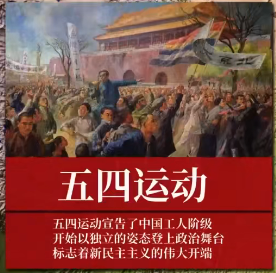 五四运动
五四运动宣告了中国工人阶级
开始以独立的姿态登上政治舞台
标志着新民主主义的伟大开端